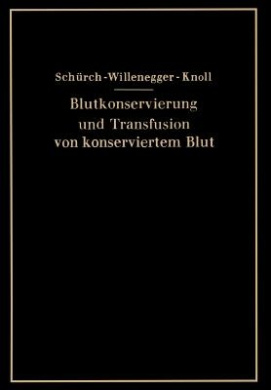 Schürch-Willenegger-Knoll
Blutkonservierung
und Transfusion
von konserviertem Blut